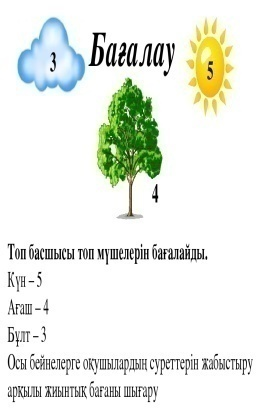 Бағалау
3
5
4
Топ басшысы топ мүшелерін бағалайды.
Күн – 5
Ағаш – 4
Бұлт – 3
Осы бейнелерге оқушылардың суреттерін жабыстыру
арқылы жиынтық бағаны шығару